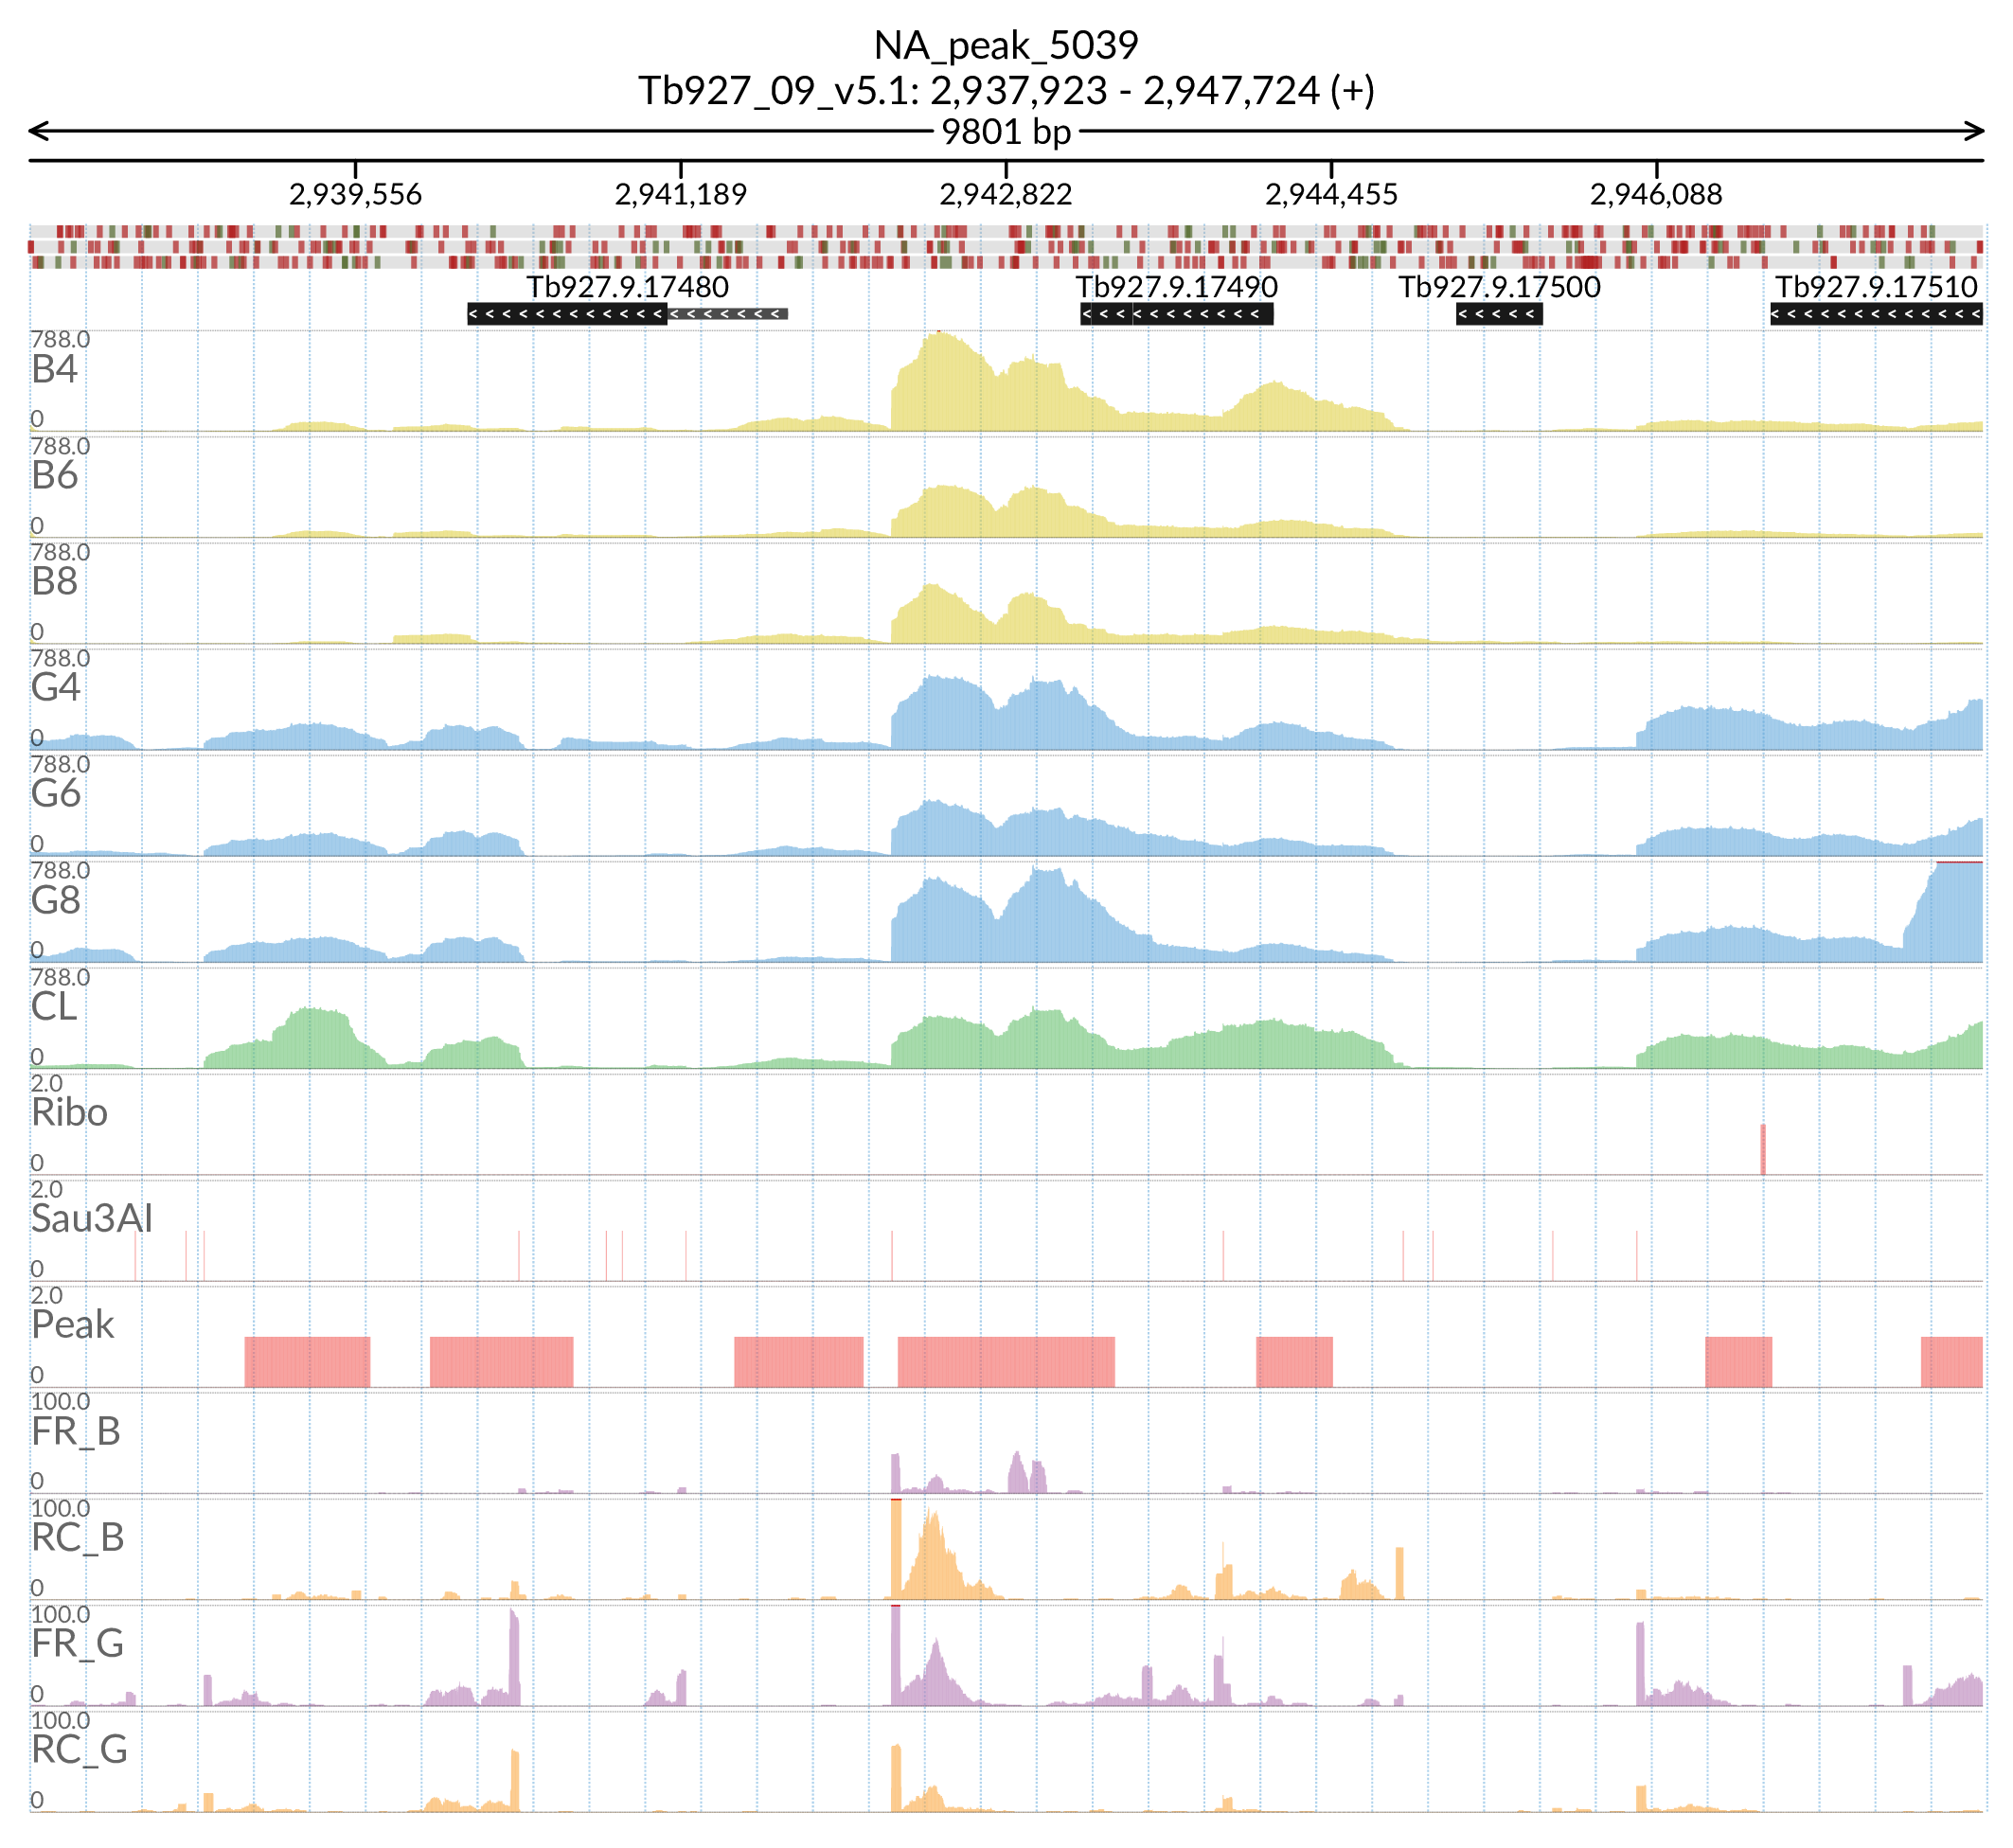 NA_peak_5039
Tb927_09_v5.1: 2,937,923 - 2,947,724 (+)
9801 bp
2,939,556 2,941,189 2,942,822 2,944,455 2,946,088
Tb927.9.17480 Tb927.9.17490 Tb927.9.17500 Tb927.9.17510
788.0
B4
0
788.0
B6
0
788.0
B8
0
788.0
G4
0
788.0
G6
0
788.0
G8
0
788.0
CL
0
2.0
Ribo
0
2.0
Sau3AI
0
2.0
Peak
0
100.0
FR_B
0
100.0
RC_B
0
100.0
FR_G
0
100.0
RC_G
0